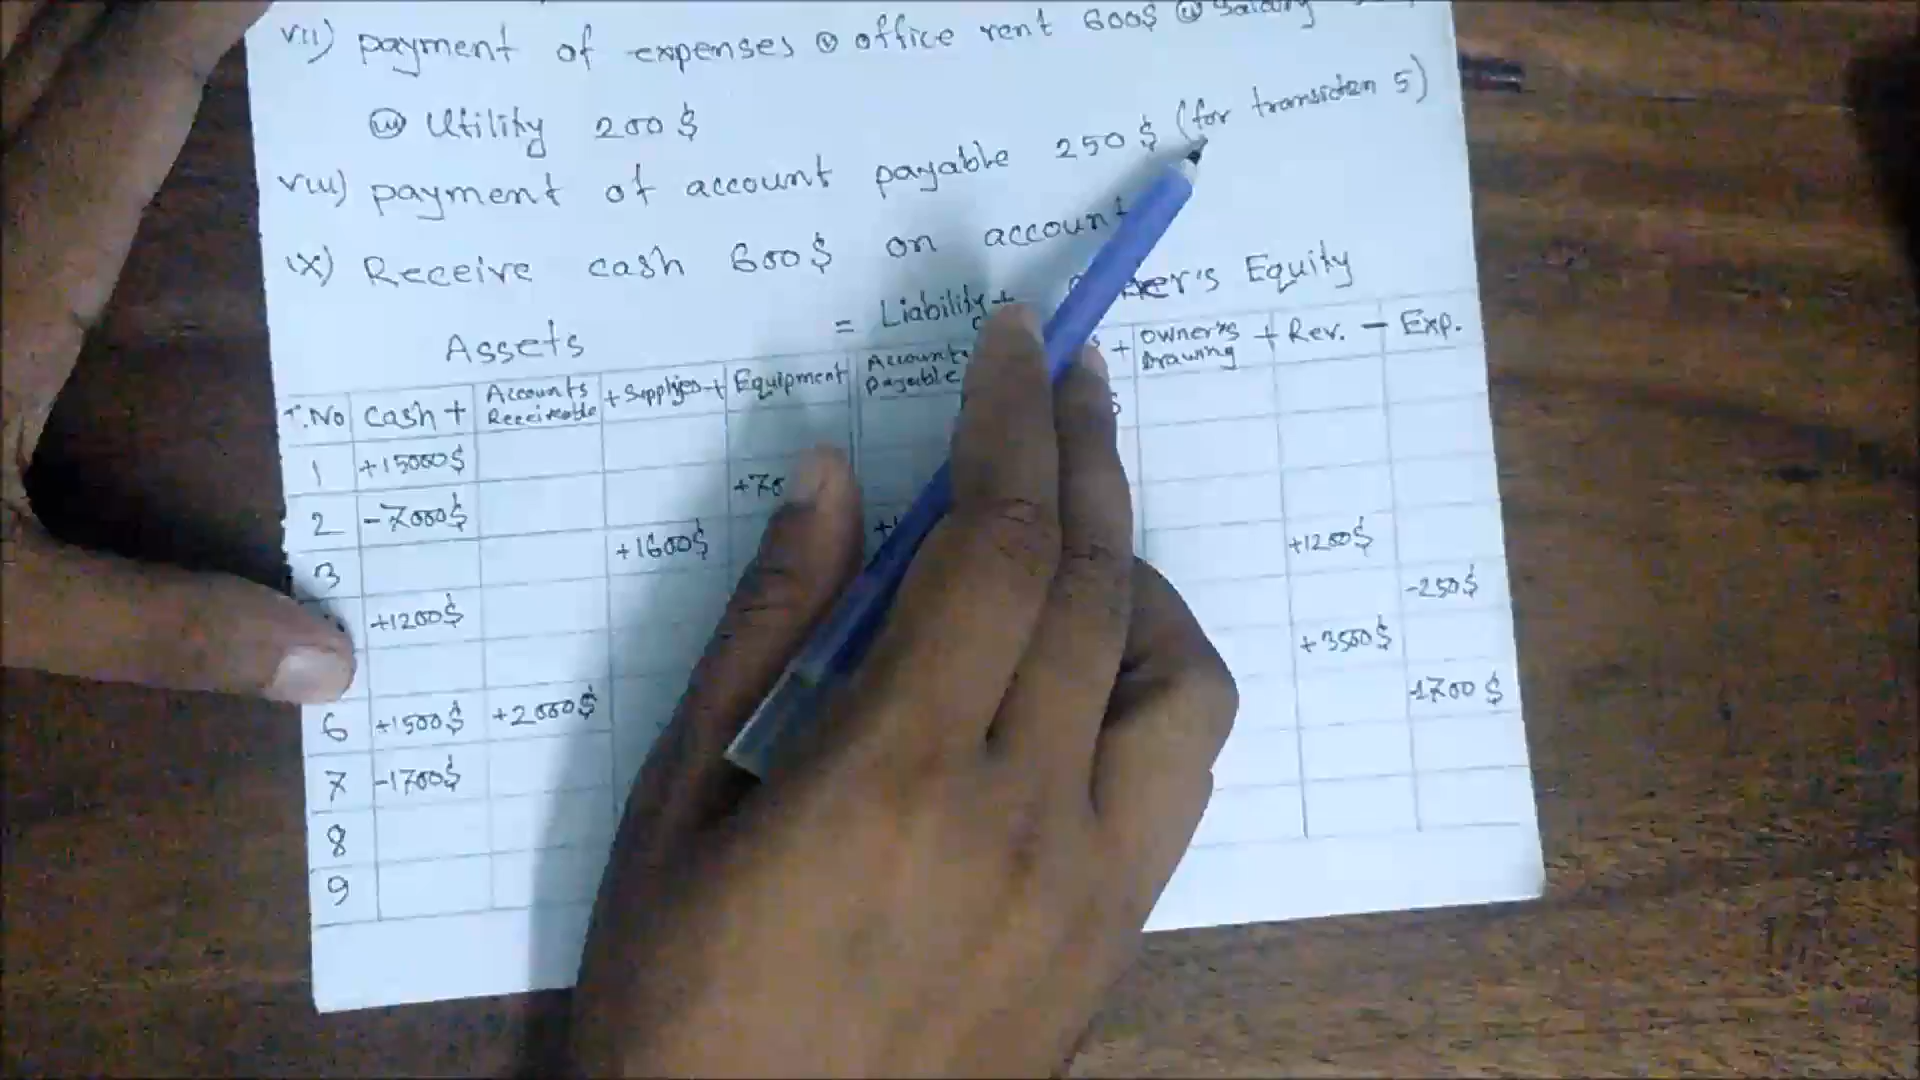 vii) payment of expenses ⓘ office rent 600$ ⓘⓘ Salary
ⓘⓘⓘ Utility 200$
viii) payment of account payable 250$ (for transiction 5)
ix) Receive cash 600$ on account
Assets = Liability + Owner's Equity
T.No Cash + Accounts Receivable + Supplies + Equipment Accounts Payable + Owner's Drawing + Rev. - Exp.
1 +15000$
2 -7000$ +70
3 +1600$
+1200$ +1200$
-250$
6 +1500$ +2000$ +3500$
7 -1700$ -1700$
8
9